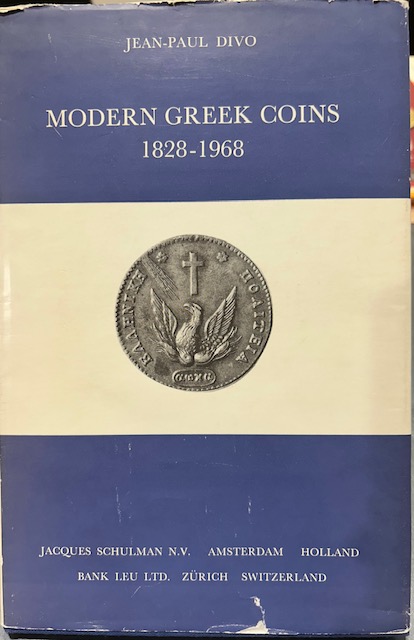 JEAN-PAUL DIVO
MODERN GREEK COINS
1828-1968
ΕΛΛΗΝΙΚΗ ΠΟΛΙΤΕΙΑ
JACQUES SCHULMAN N.V. AMSTERDAM HOLLAND
BANK LEU LTD. ZÜRICH SWITZERLAND